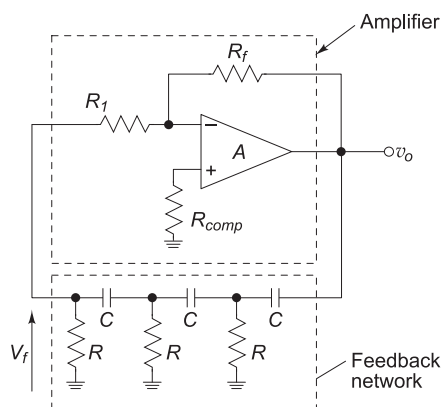 Amplifier
R_f
R_1
−
A
+
v_o
R_comp
C
C
C
V_f
R
R
R
Feedback
network